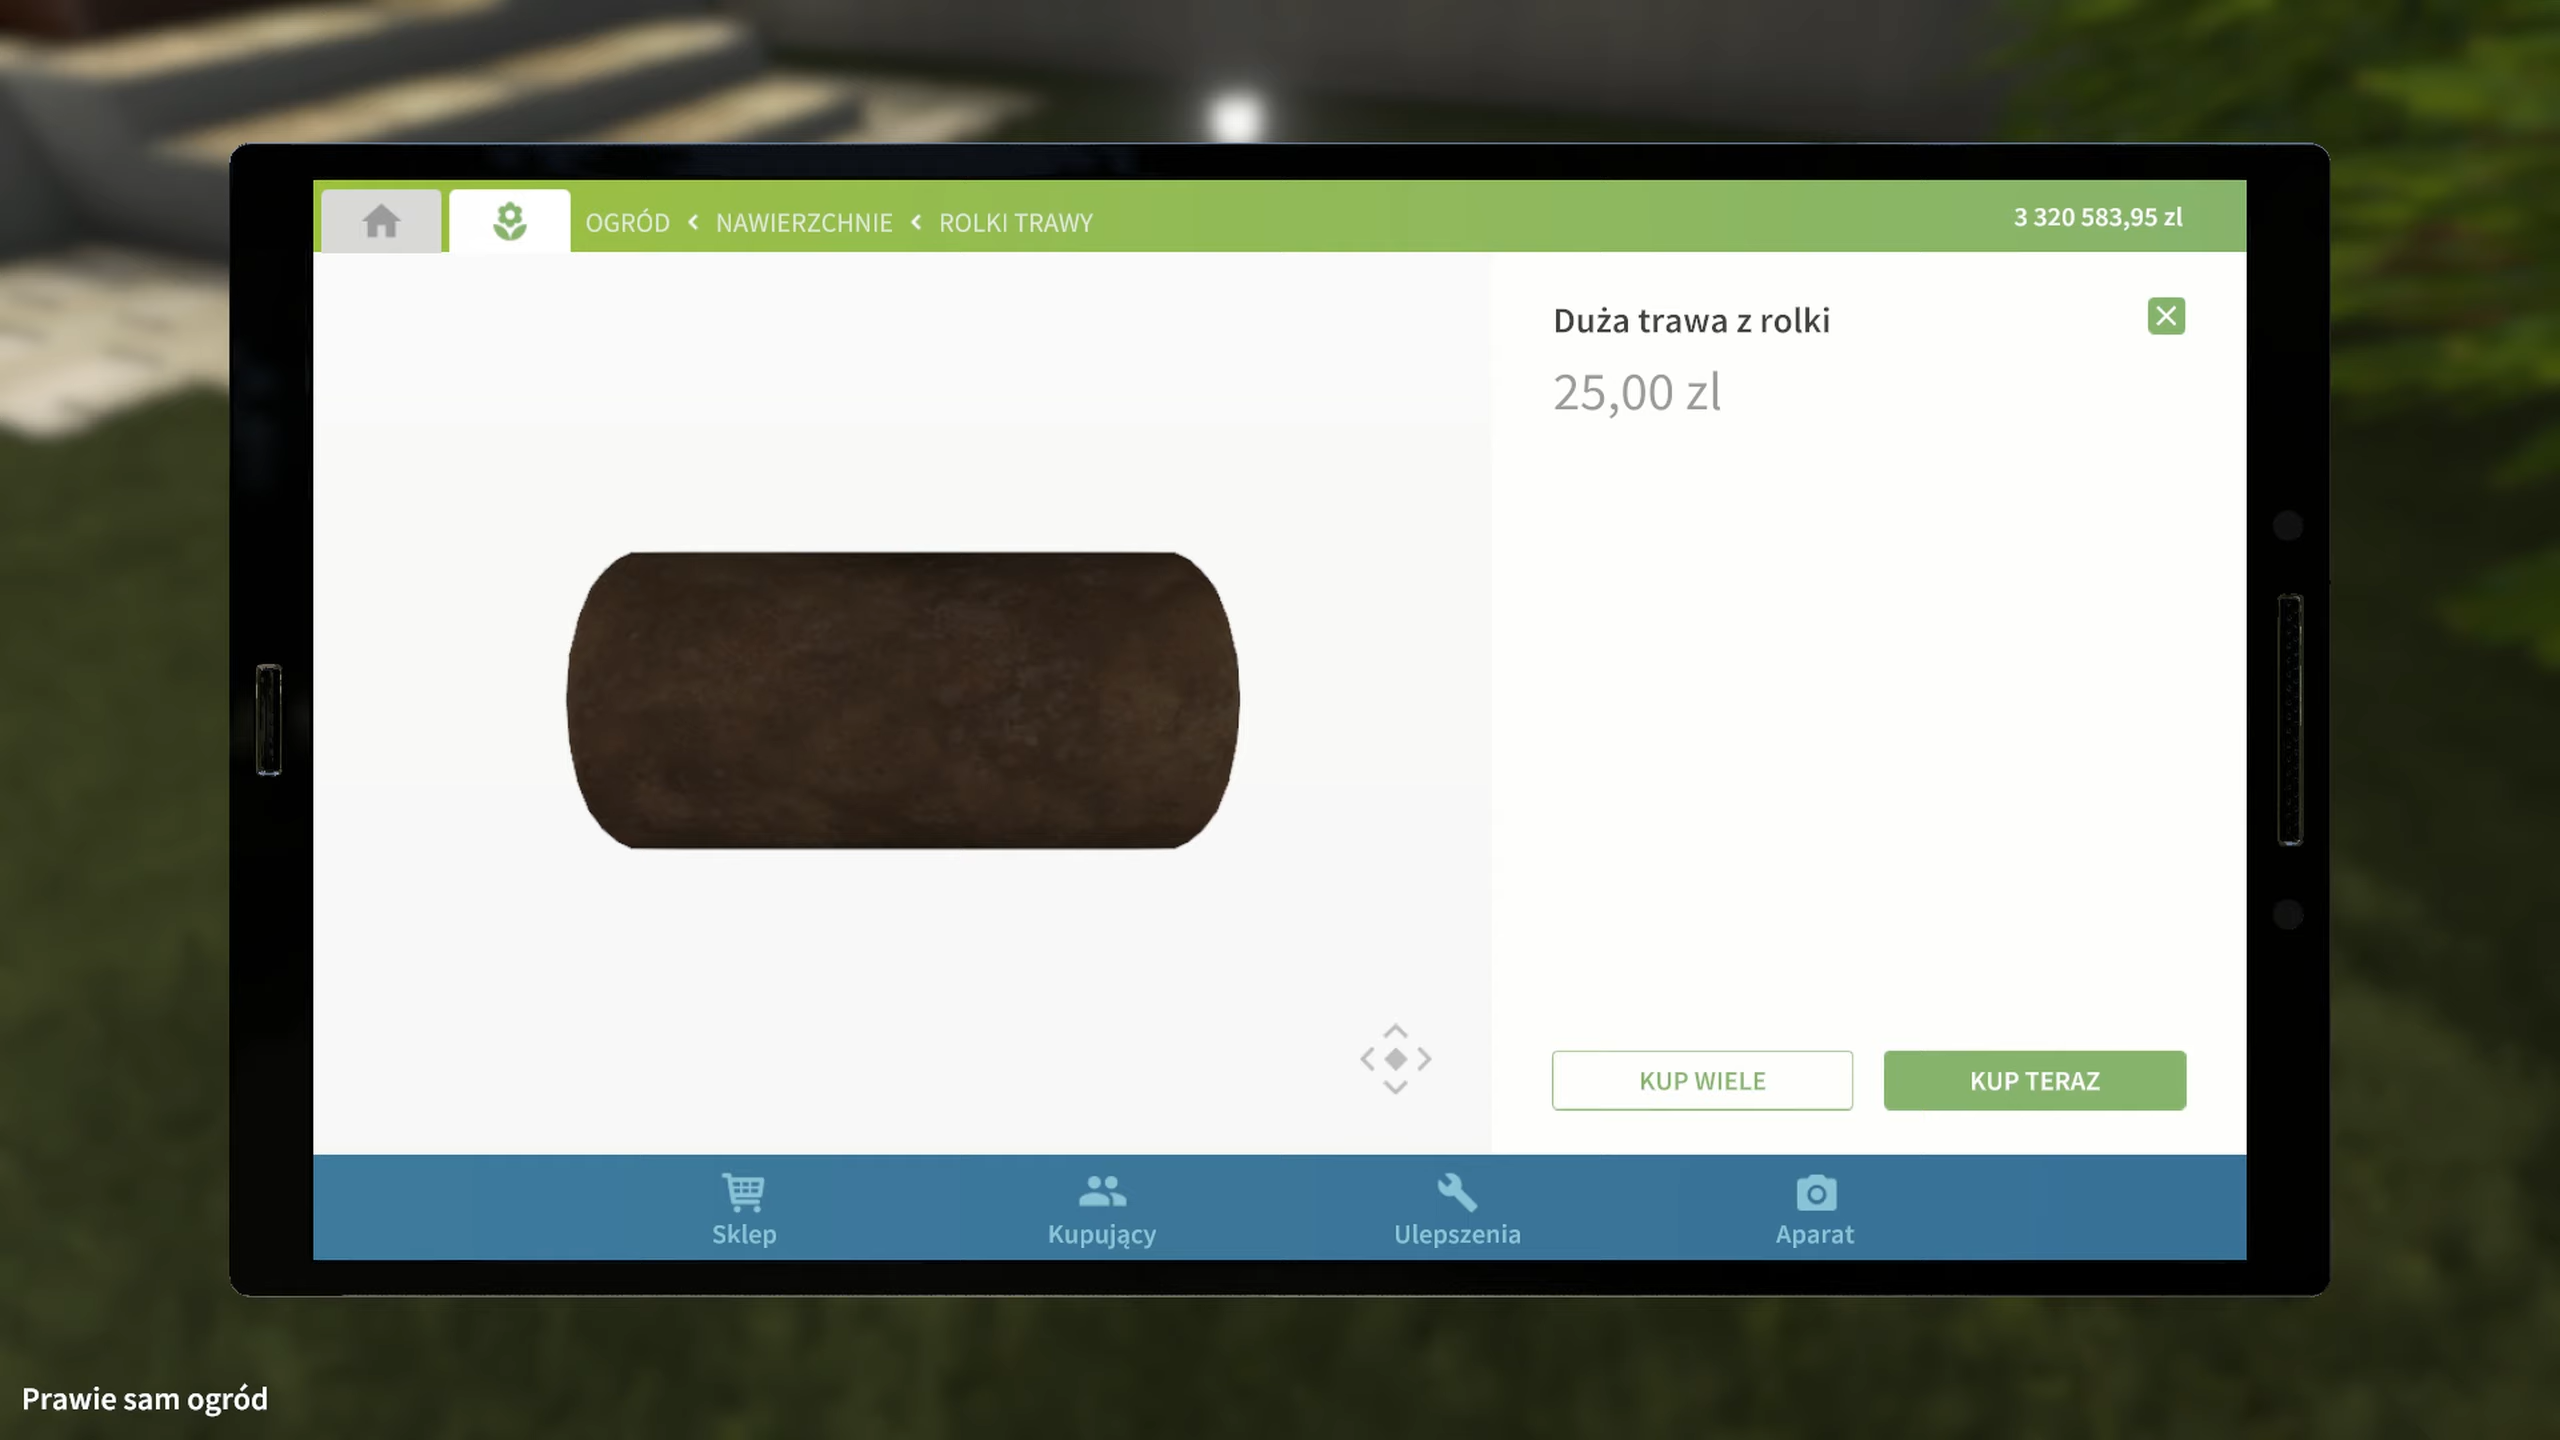 OGRÓD < NAWIERZCHNIE < ROLKI TRAWY
3 320 583,95 zl
Duża trawa z rolki
25,00 zl
KUP WIELE
KUP TERAZ
Sklep
Kupujący
Ulepszenia
Aparat
Prawie sam ogród